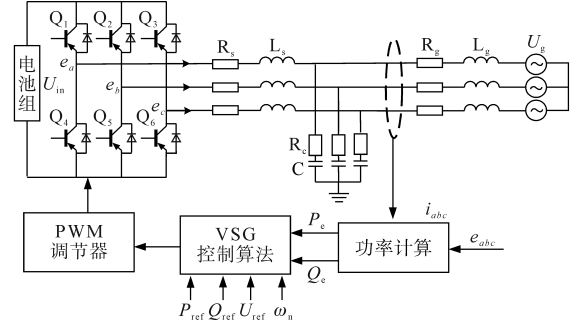 Q1 Q2 Q3
Rs Ls Rg Lg Ug
电池组
Uin
ea
eb
ec
Q4 Q5 Q6
Rc
C
PWM
调节器
VSG
控制算法
Pe
Qe
功率计算
iabc
eabc
Pref Qref Uref ωn